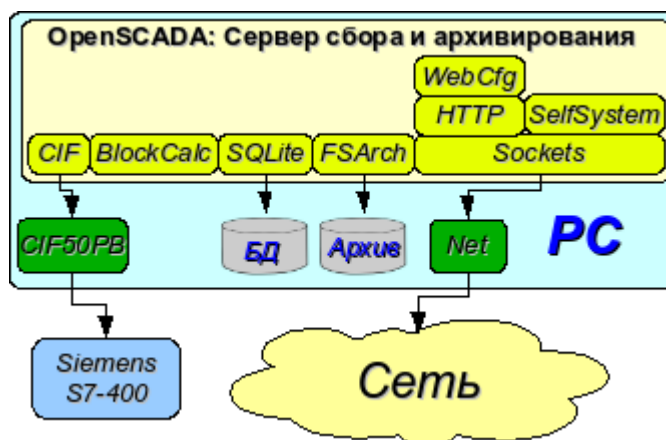 OpenSCADA: Сервер сбора и архивирования
WebCfg
HTTP SelfSystem
CIF BlockCalc SQLite FSArch Sockets
CIF50PB БД Архив Net PC
Siemens
S7-400
Сеть